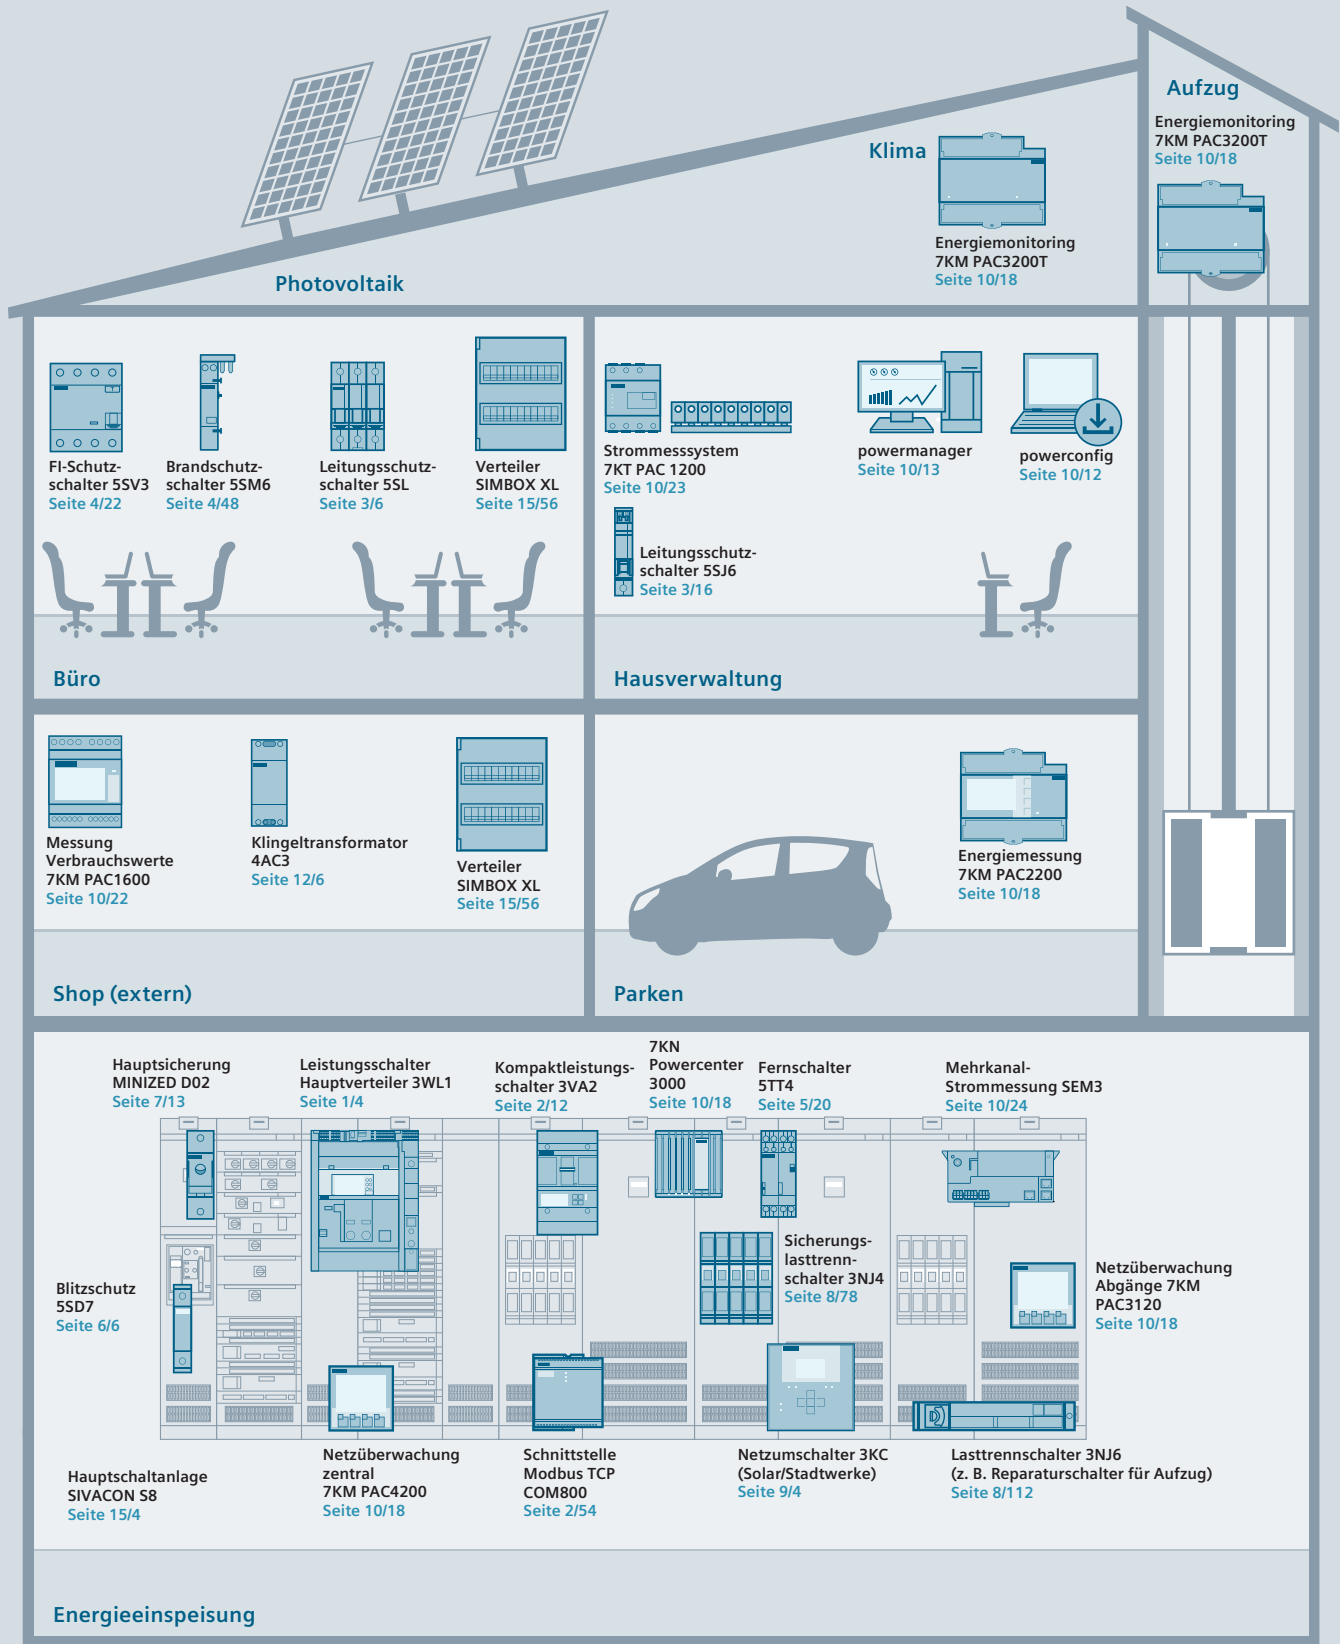 Aufzug
Energiemonitoring
7KM PAC3200T
Seite 10/18
Klima
Energiemonitoring
7KM PAC3200T
Seite 10/18
Photovoltaik
FI-Schutz-
schalter 5SV3
Seite 4/22
Brandschutz-
schalter 5SM6
Seite 4/48
Leitungsschutz-
schalter 5SL
Seite 3/6
Verteiler
SIMBOX XL
Seite 15/56
Büro
Strommesssystem
7KT PAC 1200
Seite 10/23
powermanager
Seite 10/13
powerconfig
Seite 10/12
Leitungsschutz-
schalter 5SJ6
Seite 3/16
Hausverwaltung
Messung
Verbrauchswerte
7KM PAC1600
Seite 10/22
Klingeltransformator
4AC3
Seite 12/6
Verteiler
SIMBOX XL
Seite 15/56
Shop (extern)
Energiemessung
7KM PAC2200
Seite 10/18
Parken
Hauptsicherung
MINIZED D02
Seite 7/13
Leistungsschalter
Hauptverteiler 3WL1
Seite 1/4
Kompaktleistungs-
schalter 3VA2
Seite 2/12
7KN
Powercenter
3000
Seite 10/18
Fernschalter
5TT4
Seite 5/20
Mehrkanal-
Strommessung SEM3
Seite 10/24
Blitzschutz
5SD7
Seite 6/6
Sicherungs-
lasttrenn-
schalter 3NJ4
Seite 8/78
Netzüberwachung
Abgänge 7KM
PAC3120
Seite 10/18
Hauptschaltanlage
SIVACON S8
Seite 15/4
Netzüberwachung
zentral
7KM PAC4200
Seite 10/18
Schnittstelle
Modbus TCP
COM800
Seite 2/54
Netzumschalter 3KC
(Solar/Stadtwerke)
Seite 9/4
Lasttrennschalter 3NJ6
(z. B. Reparaturschalter für Aufzug)
Seite 8/112
Energieeinspeisung